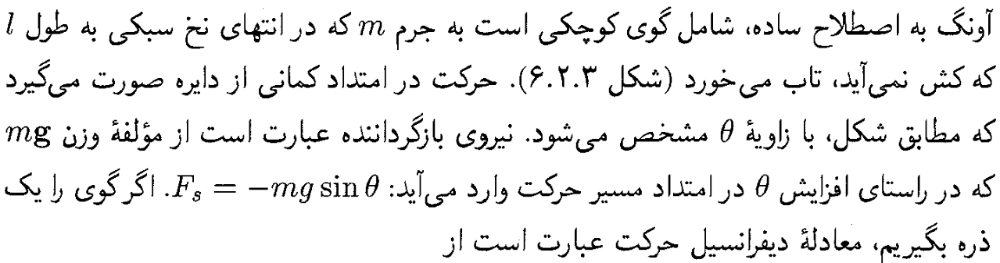 آونگ به اصطلاح ساده، شامل گوی کوچکی است به جرم m که در انتهای نخ سبکی به طول l
که کش نمی‌آید، تاب می‌خورد (شکل ۶.۲.۳). حرکت در امتداد کمانی از دایره صورت می‌گیرد
که مطابق شکل، با زاویهٔ θ مشخص می‌شود. نیروی بازگرداننده عبارت است از مؤلفهٔ وزن mg
که در راستای افزایش θ در امتداد مسیر حرکت وارد می‌آید: F_s = −mg sin θ. اگر گوی را یک
ذره بگیریم، معادلهٔ دیفرانسیل حرکت عبارت است از